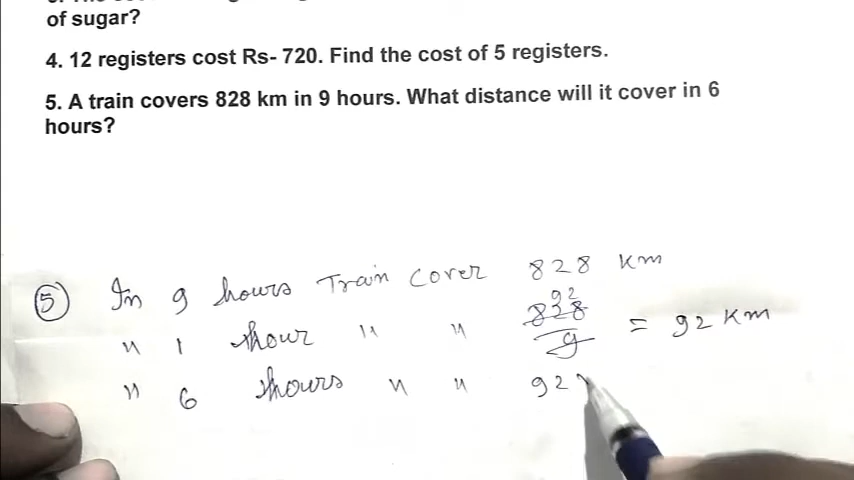 of sugar?
4. 12 registers cost Rs- 720. Find the cost of 5 registers.
5. A train covers 828 km in 9 hours. What distance will it cover in 6
hours?
5 In 9 hours Train cover 828 km
92
" 1 hour " " 828/9 = 92 km
" 6 hours " " 92